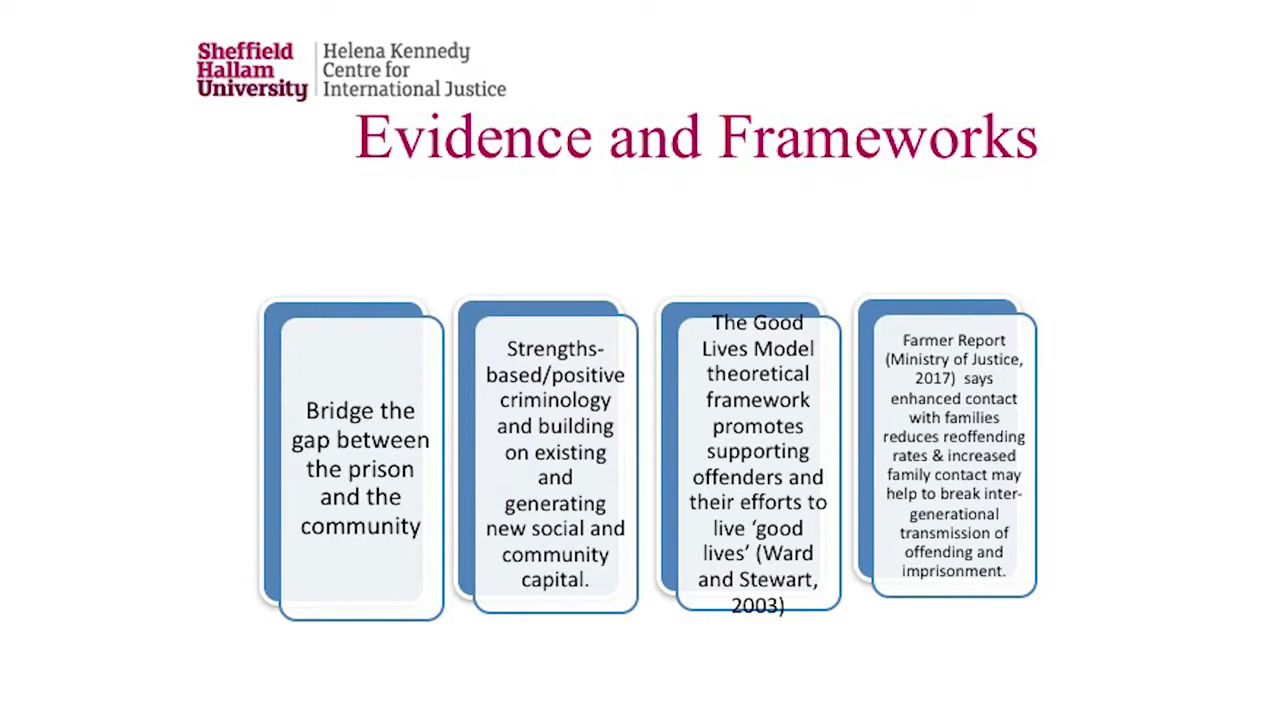 Sheffield
Hallam
University
Helena Kennedy
Centre for
International Justice
Evidence and Frameworks
Bridge the
gap between
the prison
and the
community
Strengths-
based/positive
criminology
and building
on existing
and
generating
new social and
community
capital.
The Good
Lives Model
theoretical
framework
promotes
supporting
offenders and
their efforts to
live ‘good
lives’ (Ward
and Stewart,
2003)
Farmer Report
(Ministry of Justice,
2017) says
enhanced contact
with families
reduces reoffending
rates & increased
family contact may
help to break inter-
generational
transmission of
offending and
imprisonment.